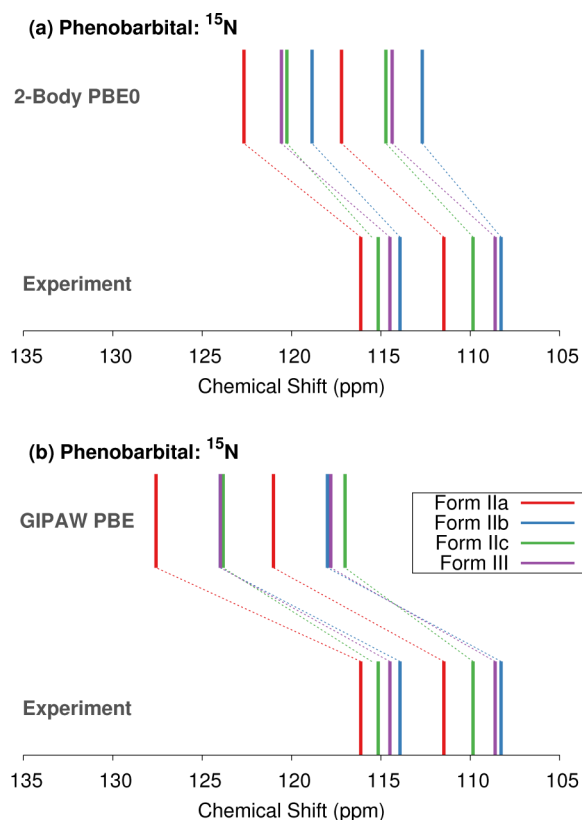 (a) Phenobarbital: ¹⁵N
2-Body PBE0
Experiment
135 130 125 120 115 110 105
Chemical Shift (ppm)
(b) Phenobarbital: ¹⁵N
GIPAW PBE
Form IIa
Form IIb
Form IIc
Form III
Experiment
135 130 125 120 115 110 105
Chemical Shift (ppm)